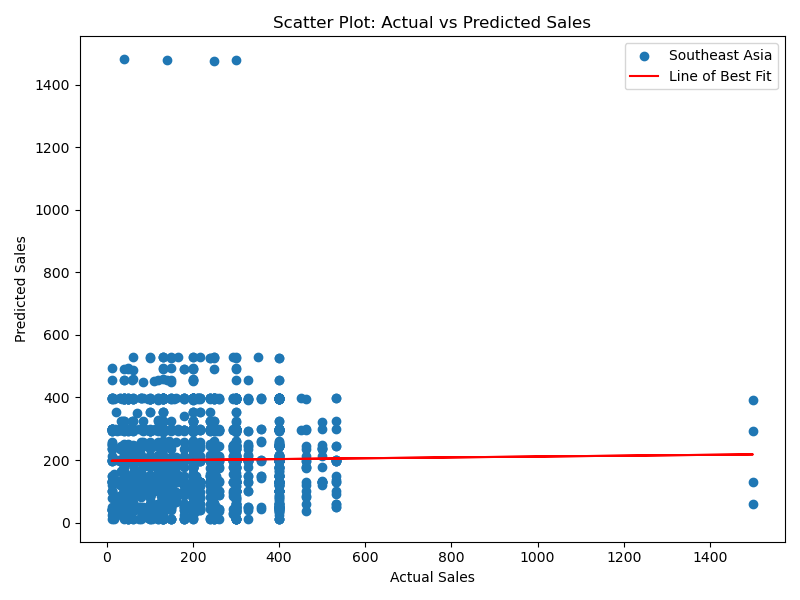 Scatter Plot: Actual vs Predicted Sales
Southeast Asia
Line of Best Fit
Predicted Sales
1400
1200
1000
800
600
400
200
0
0 200 400 600 800 1000 1200 1400
Actual Sales